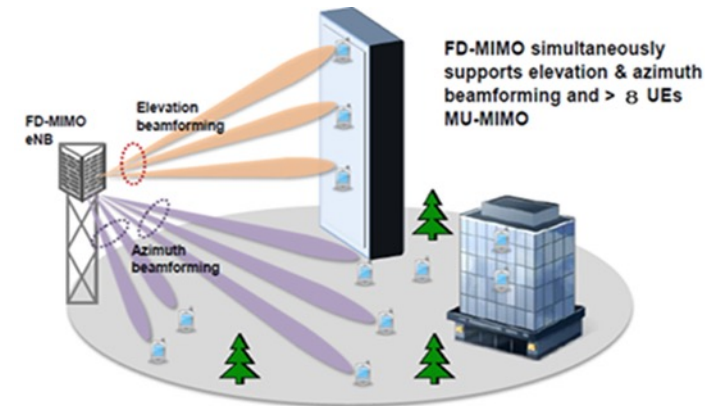 FD-MIMO simultaneously
supports elevation & azimuth
beamforming and > 8 UEs
MU-MIMO
Elevation
beamforming
FD-MIMO
eNB
Azimuth
beamforming